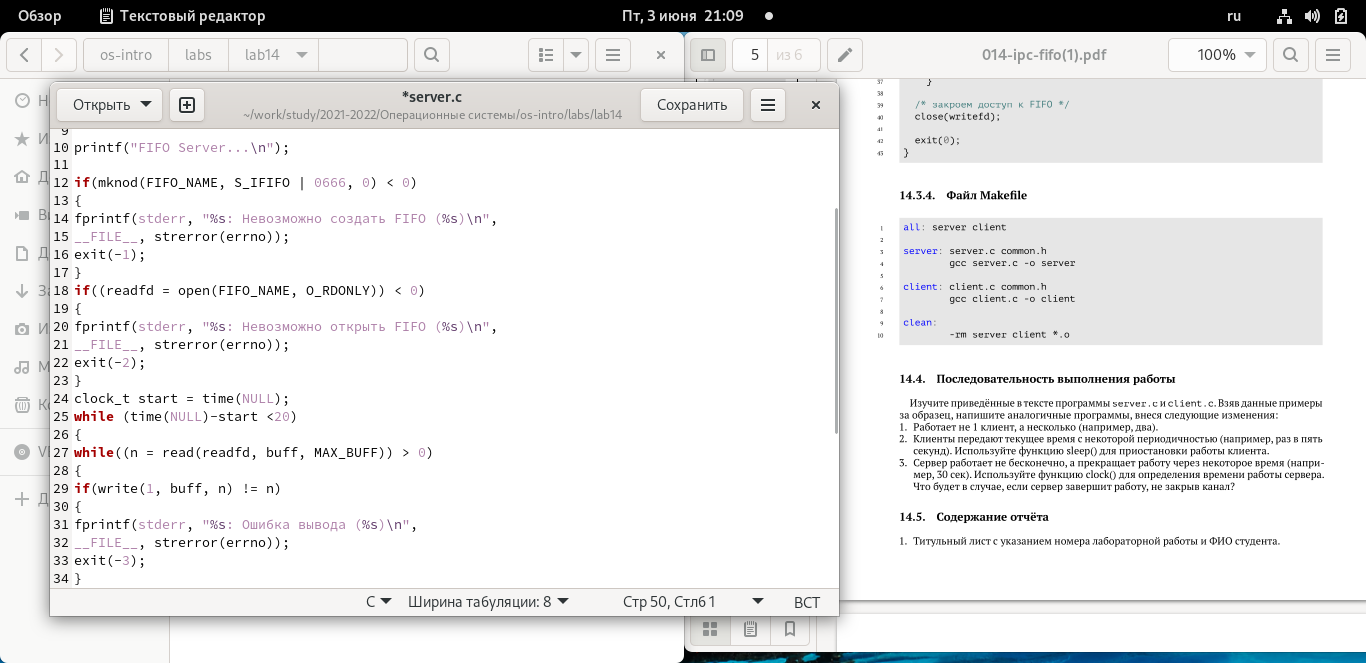 Обзор
Текстовый редактор
Пт, 3 июня 21:09
ru
os-intro
labs
lab14
5
из 6
014-ipc-fifo(1).pdf
100%
Открыть
*server.c
~/work/study/2021-2022/Операционные системы/os-intro/labs/lab14
Сохранить
9
10 printf("FIFO Server...\n");
11
12 if(mknod(FIFO_NAME, S_IFIFO | 0666, 0) < 0)
13 {
14 fprintf(stderr, "%s: Невозможно создать FIFO (%s)\n",
15 __FILE__, strerror(errno));
16 exit(-1);
17 }
18 if((readfd = open(FIFO_NAME, O_RDONLY)) < 0)
19 {
20 fprintf(stderr, "%s: Невозможно открыть FIFO (%s)\n",
21 __FILE__, strerror(errno));
22 exit(-2);
23 }
24 clock_t start = time(NULL);
25 while (time(NULL)-start <20)
26 {
27 while((n = read(readfd, buff, MAX_BUFF)) > 0)
28 {
29 if(write(1, buff, n) != n)
30 {
31 fprintf(stderr, "%s: Ошибка вывода (%s)\n",
32 __FILE__, strerror(errno));
33 exit(-3);
34 }
C
Ширина табуляции: 8
Стр 50, Стлб 1
ВСТ
37 }
38
39 /* закроем доступ к FIFO */
40 close(writefd);
41
42 exit(0);
43 }
14.3.4. Файл Makefile
1 all: server client
2
3 server: server.c common.h
4 gcc server.c -o server
5
6 client: client.c common.h
7 gcc client.c -o client
8
9 clean:
10 -rm server client *.o
14.4. Последовательность выполнения работы
Изучите приведённые в тексте программы server.c и client.c. Взяв данные примеры
за образец, напишите аналогичные программы, внеся следующие изменения:
1. Работает не 1 клиент, а несколько (например, два).
2. Клиенты передают текущее время с некоторой периодичностью (например, раз в пять
секунд). Используйте функцию sleep() для приостановки работы клиента.
3. Сервер работает не бесконечно, а прекращает работу через некоторое время (напри-
мер, 30 сек). Используйте функцию clock() для определения времени работы сервера.
Что будет в случае, если сервер завершит работу, не закрыв канал?
14.5. Содержание отчёта
1. Титульный лист с указанием номера лабораторной работы и ФИО студента.